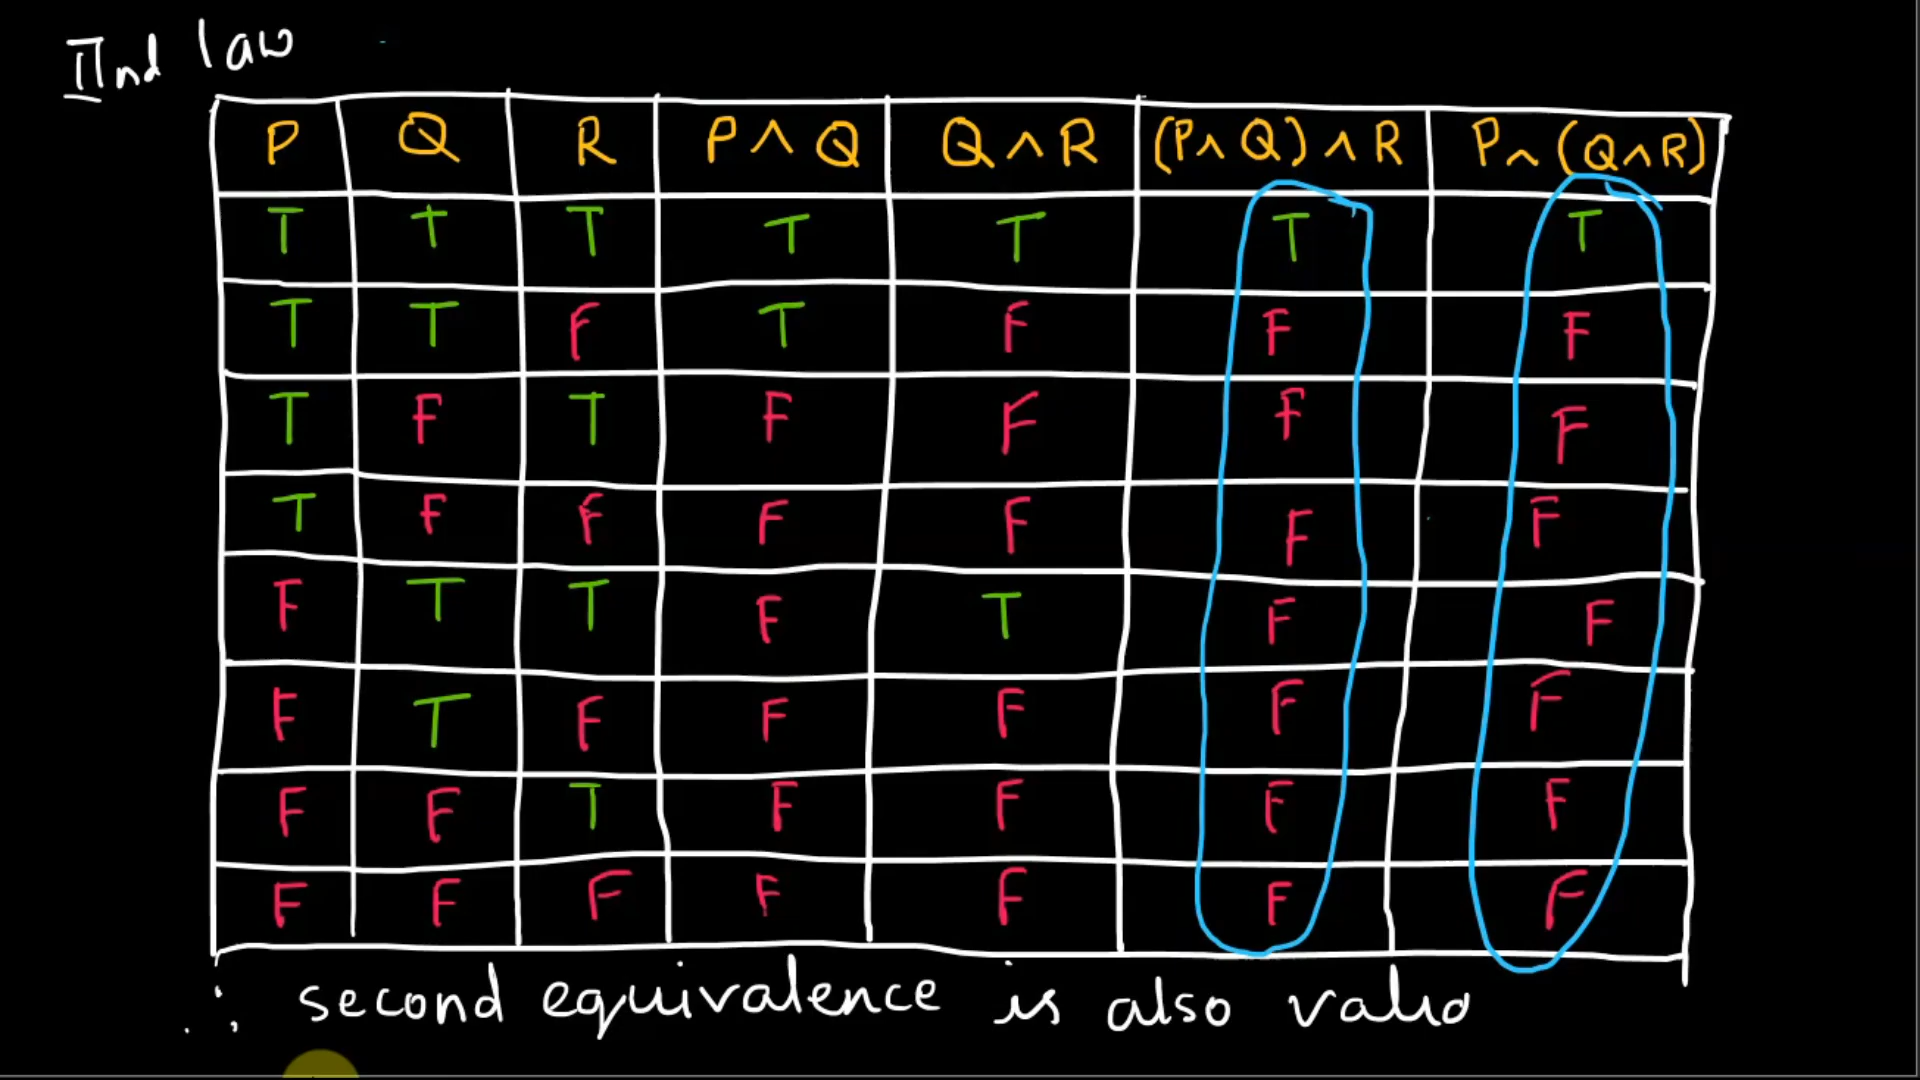 IInd law
P Q R P∧Q Q∧R (P∧Q)∧R P∧(Q∧R)
T T T T T T T
T T F T F F F
T F T F F F F
T F F F F F F
F T T F T F F
F T F F F F F
F F T F F F F
F F F F F F F
∴ second equivalence is also valid